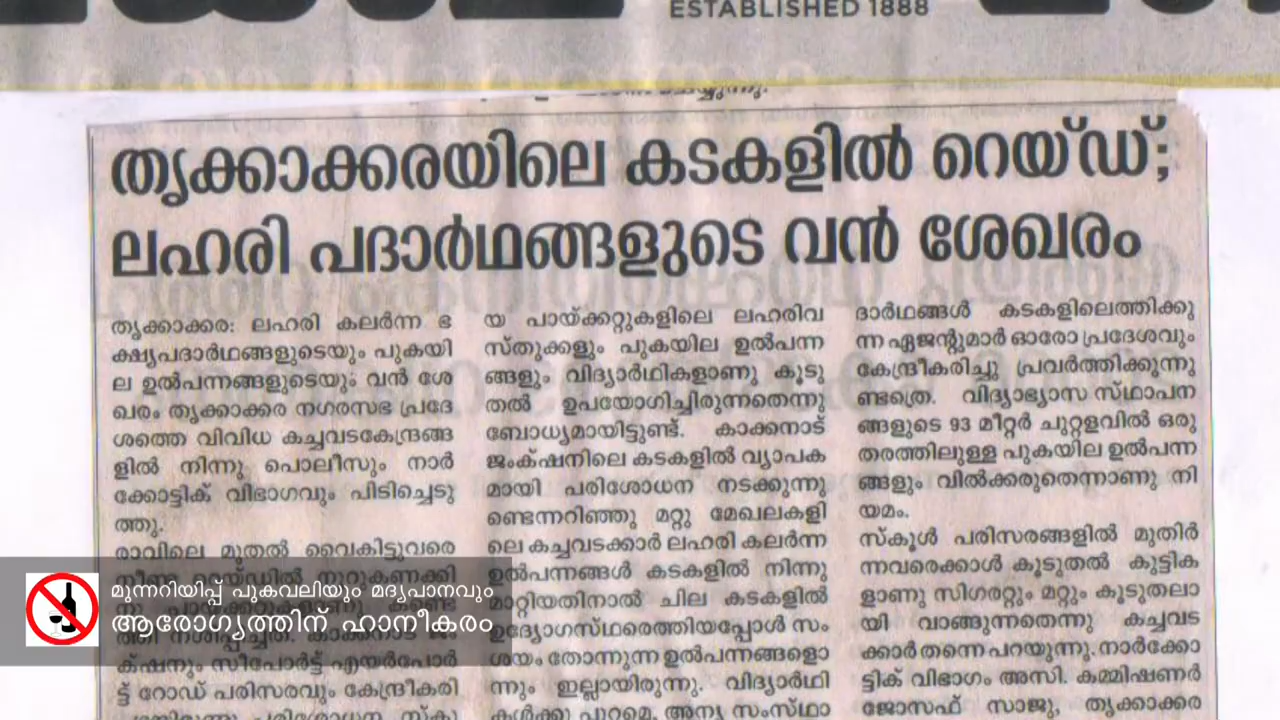 ESTABLISHED 1888
തൃക്കാക്കരയിലെ കടകളിൽ റെയ്ഡ്;
ലഹരി പദാർഥങ്ങളുടെ വൻ ശേഖരം
തൃക്കാക്കര: ലഹരി കലർന്ന ഭ
ക്ഷ്യപദാർഥങ്ങളുടെയും പുകയി
ല ഉൽപന്നങ്ങളുടെയും വൻ ശേ
ഖരം തൃക്കാക്കര നഗരസഭ പ്രദേ
ശത്തെ വിവിധ കച്ചവടകേന്ദ്രങ്ങ
ളിൽ നിന്നു പൊലീസും നാർ
ക്കോട്ടിക് വിഭാഗവും പിടിച്ചെടു
ത്തു.
രാവിലെ മുതൽ വൈകിട്ടുവരെ
ക്‌ഷനും സീപോർട്ട് എയർപോർ
ട്ട് റോഡ് പരിസരവും കേന്ദ്രീകരി
യ പായ്ക്കറ്റുകളിലെ ലഹരിവ
സ്തുക്കളും പുകയില ഉൽപന്ന
ങ്ങളും വിദ്യാർഥികളാണു കൂടു
തൽ ഉപയോഗിച്ചിരുന്നതെന്നു
ബോധ്യമായിട്ടുണ്ട്. കാക്കനാട്
ജംക്‌ഷനിലെ കടകളിൽ വ്യാപക
മായി പരിശോധന നടക്കുന്നു
ണ്ടെന്നറിഞ്ഞു മറ്റു മേഖലകളി
ലെ കച്ചവടക്കാർ ലഹരി കലർന്ന
ഉൽപന്നങ്ങൾ കടകളിൽ നിന്നു
മാറ്റിയതിനാൽ ചില കടകളിൽ
ഉദ്യോഗസ്ഥരെത്തിയപ്പോൾ സം
ശയം തോന്നുന്ന ഉൽപന്നങ്ങളൊ
ന്നും ഇല്ലായിരുന്നു. വിദ്യാർഥി
കൾക്കു പുറമെ, അന്യ സംസ്ഥാ
ദാർഥങ്ങൾ കടകളിലെത്തിക്കു
ന്ന ഏജന്റുമാർ ഓരോ പ്രദേശവും
കേന്ദ്രീകരിച്ചു പ്രവർത്തിക്കുന്നു
ണ്ടത്രെ. വിദ്യാഭ്യാസ സ്ഥാപന
ങ്ങളുടെ 93 മീറ്റർ ചുറ്റളവിൽ ഒരു
തരത്തിലുള്ള പുകയില ഉൽപന്ന
ങ്ങളും വിൽക്കരുതെന്നാണു നി
യമം.
സ്കൂൾ പരിസരങ്ങളിൽ മുതിർ
ന്നവരെക്കാൾ കൂടുതൽ കുട്ടിക
ളാണു സിഗരറ്റും മറ്റും കൂടുതലാ
യി വാങ്ങുന്നതെന്നു കച്ചവട
ക്കാർ തന്നെ പറയുന്നു. നാർക്കോ
ട്ടിക് വിഭാഗം അസി. കമ്മിഷണർ
ജോസഫ് സാജു, തൃക്കാക്കര
മുന്നറിയിപ്പ് പുകവലിയും മദ്യപാനവും
ആരോഗ്യത്തിന് ഹാനീകരം